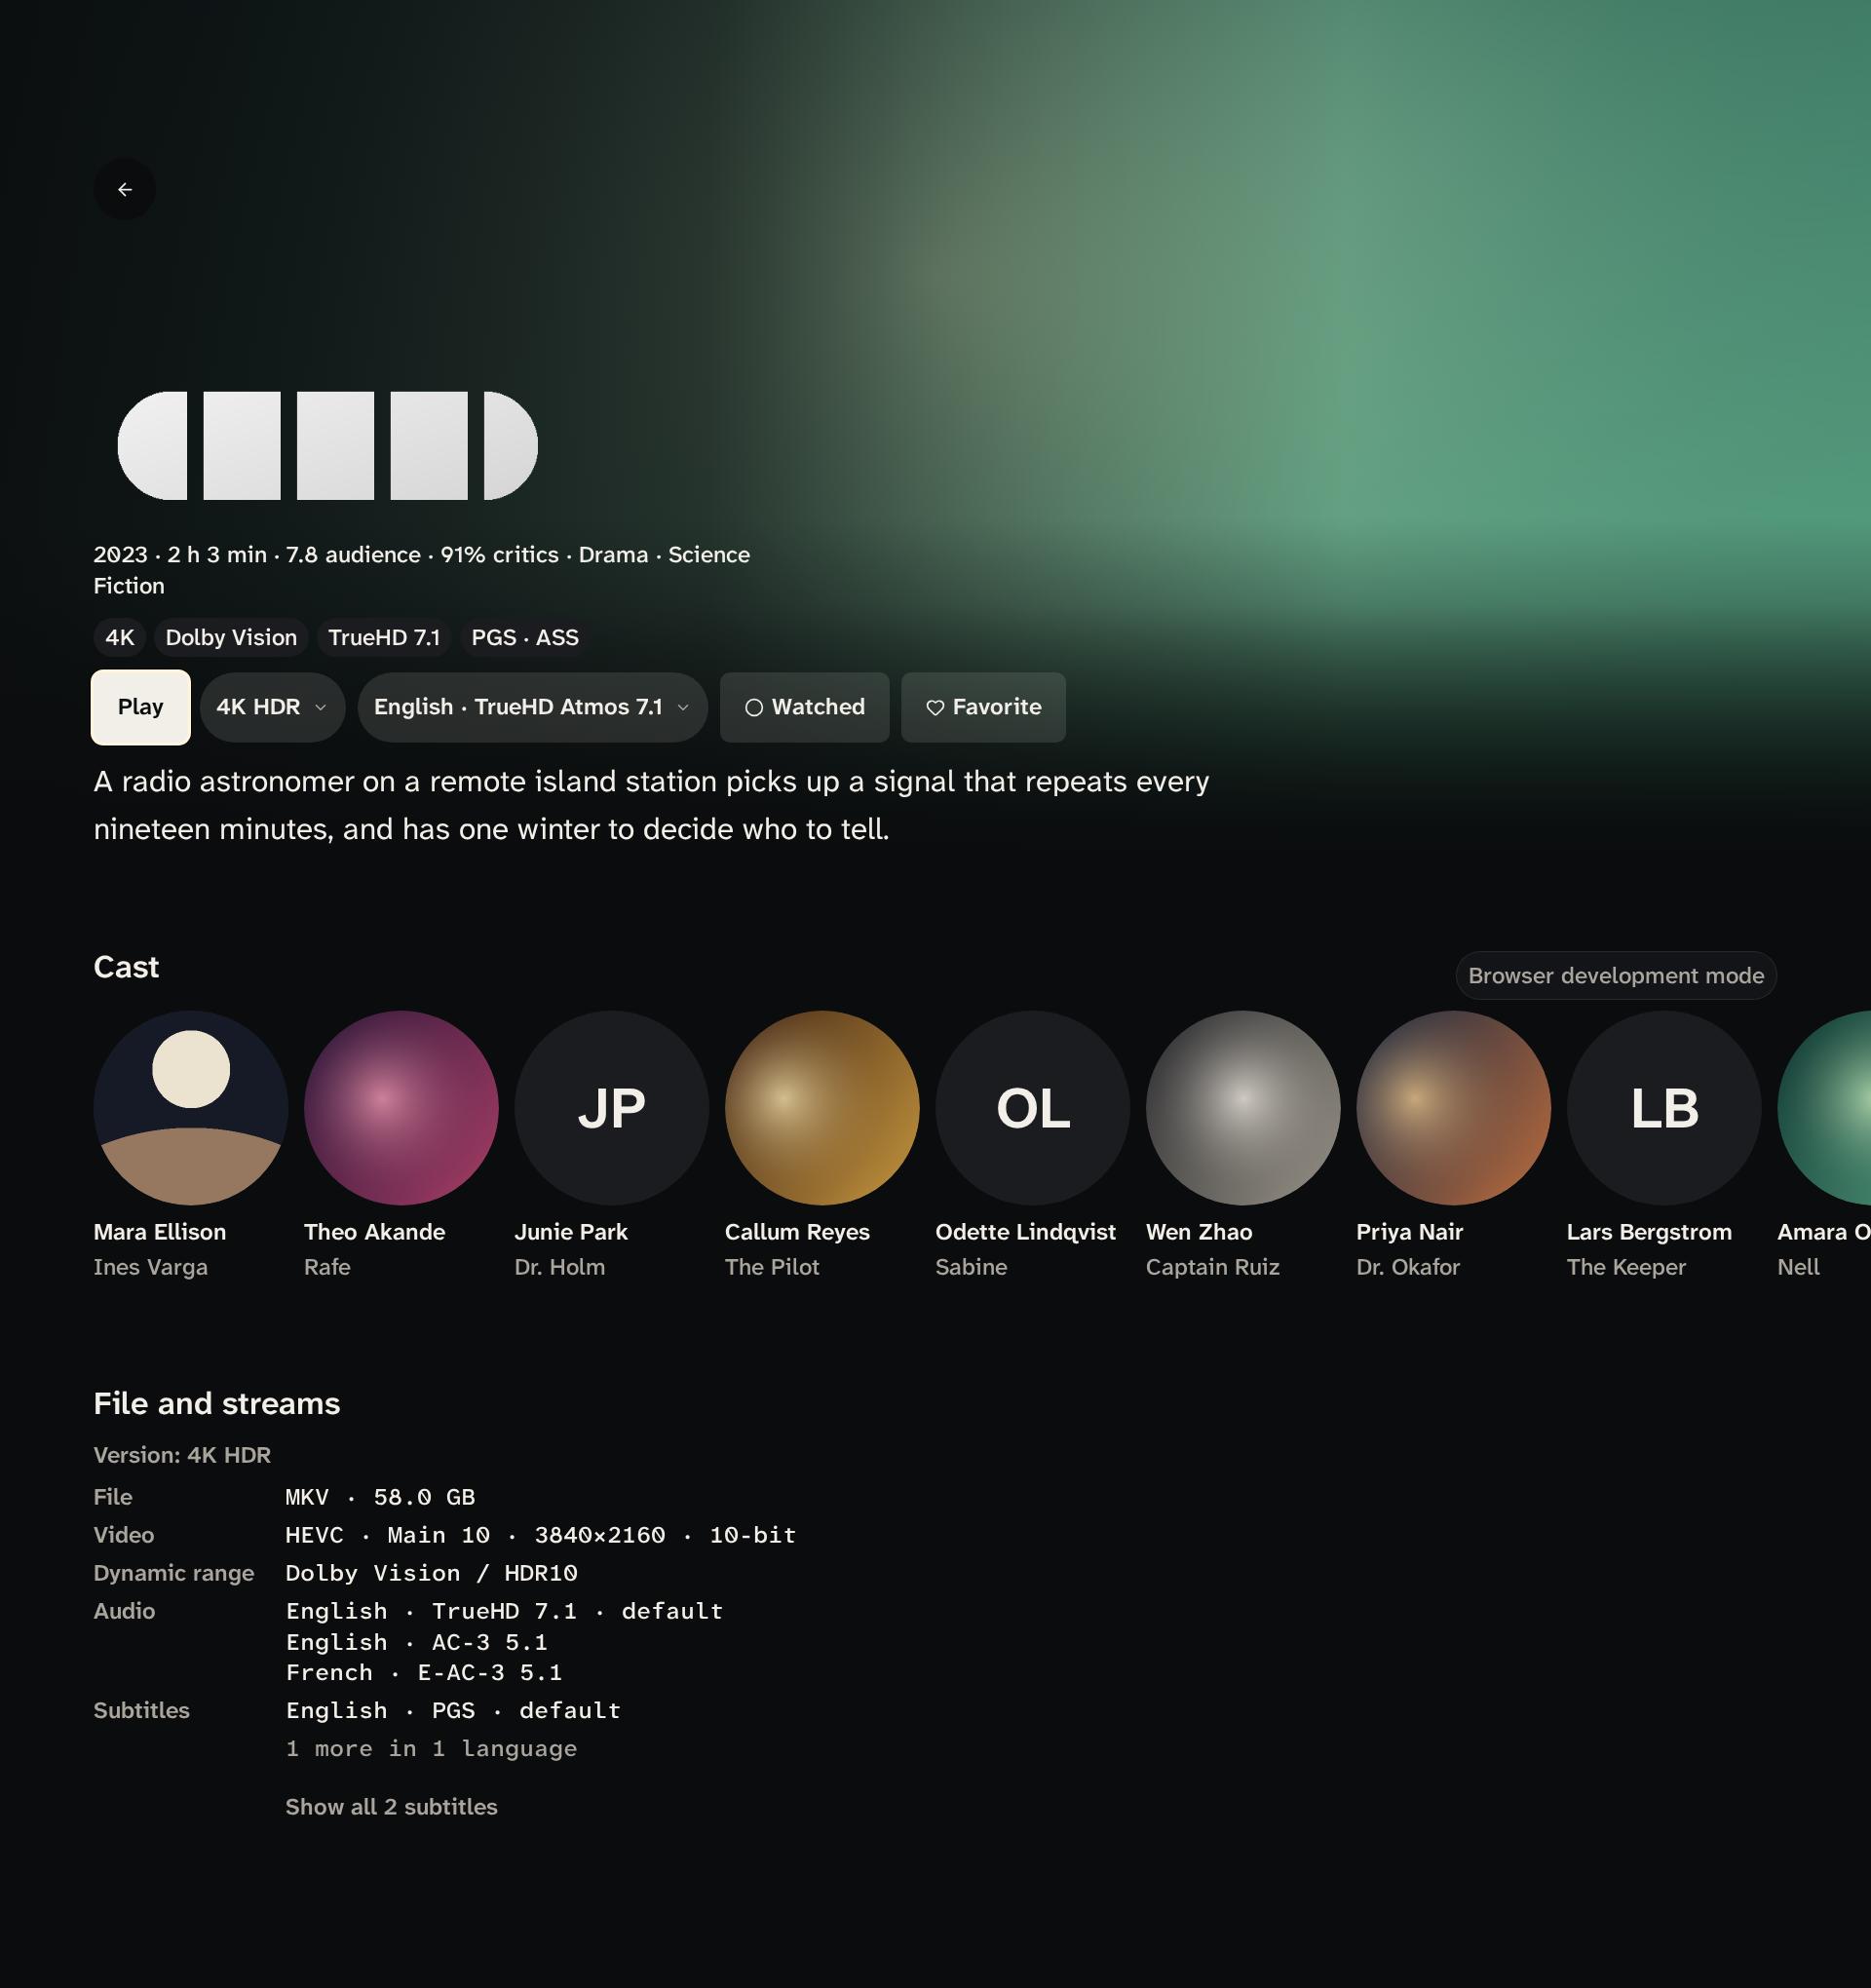 2023 · 2 h 3 min · 7.8 audience · 91% critics · Drama · Science
Fiction
4K Dolby Vision TrueHD 7.1 PGS · ASS
Play 4K HDR English · TrueHD Atmos 7.1 Watched Favorite
A radio astronomer on a remote island station picks up a signal that repeats every
nineteen minutes, and has one winter to decide who to tell.
Cast
Browser development mode
JP OL LB
Mara Ellison Theo Akande Junie Park Callum Reyes Odette Lindqvist Wen Zhao Priya Nair Lars Bergstrom Amara
Ines Varga Rafe Dr. Holm The Pilot Sabine Captain Ruiz Dr. Okafor The Keeper Nell
File and streams
Version: 4K HDR
File MKV · 58.0 GB
Video HEVC · Main 10 · 3840×2160 · 10-bit
Dynamic range Dolby Vision / HDR10
Audio English · TrueHD 7.1 · default
English · AC-3 5.1
French · E-AC-3 5.1
Subtitles English · PGS · default
1 more in 1 language
Show all 2 subtitles